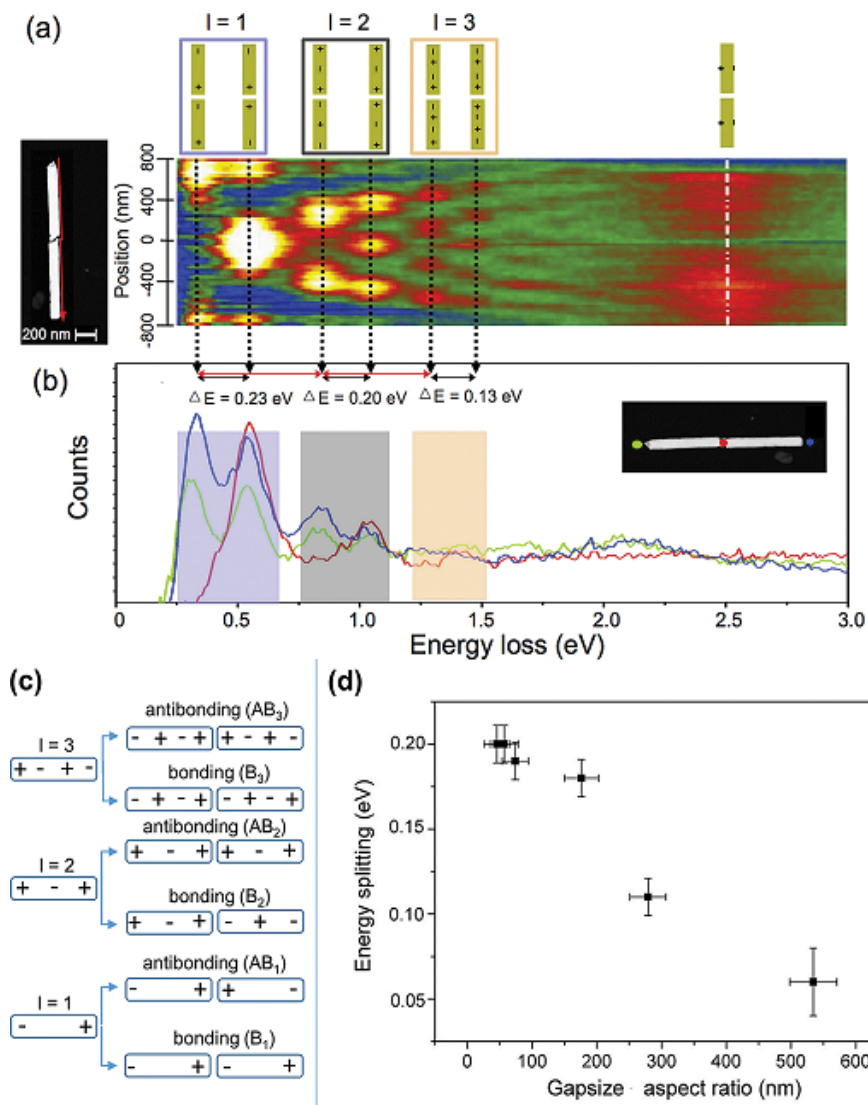 (a)
l = 1
l = 2
l = 3
Position (nm)
800
400
0
-400
-800
200 nm
(b)
△ E = 0.23 eV
△ E = 0.20 eV
△ E = 0.13 eV
Counts
0
0.5
1.0
1.5
2.0
2.5
3.0
Energy loss (eV)
(c)
antibonding (AB3)
- + - +
+ - + -
l = 3
+ - + -
bonding (B3)
- + - +
- + - +
antibonding (AB2)
+ - +
+ - +
l = 2
+ - +
bonding (B2)
+ - +
- + -
antibonding (AB1)
- +
+ -
l = 1
- +
bonding (B1)
- +
- +
(d)
Energy splitting (eV)
0.20
0.15
0.10
0.05
0
100
200
300
400
500
600
Gapsize aspect ratio (nm)